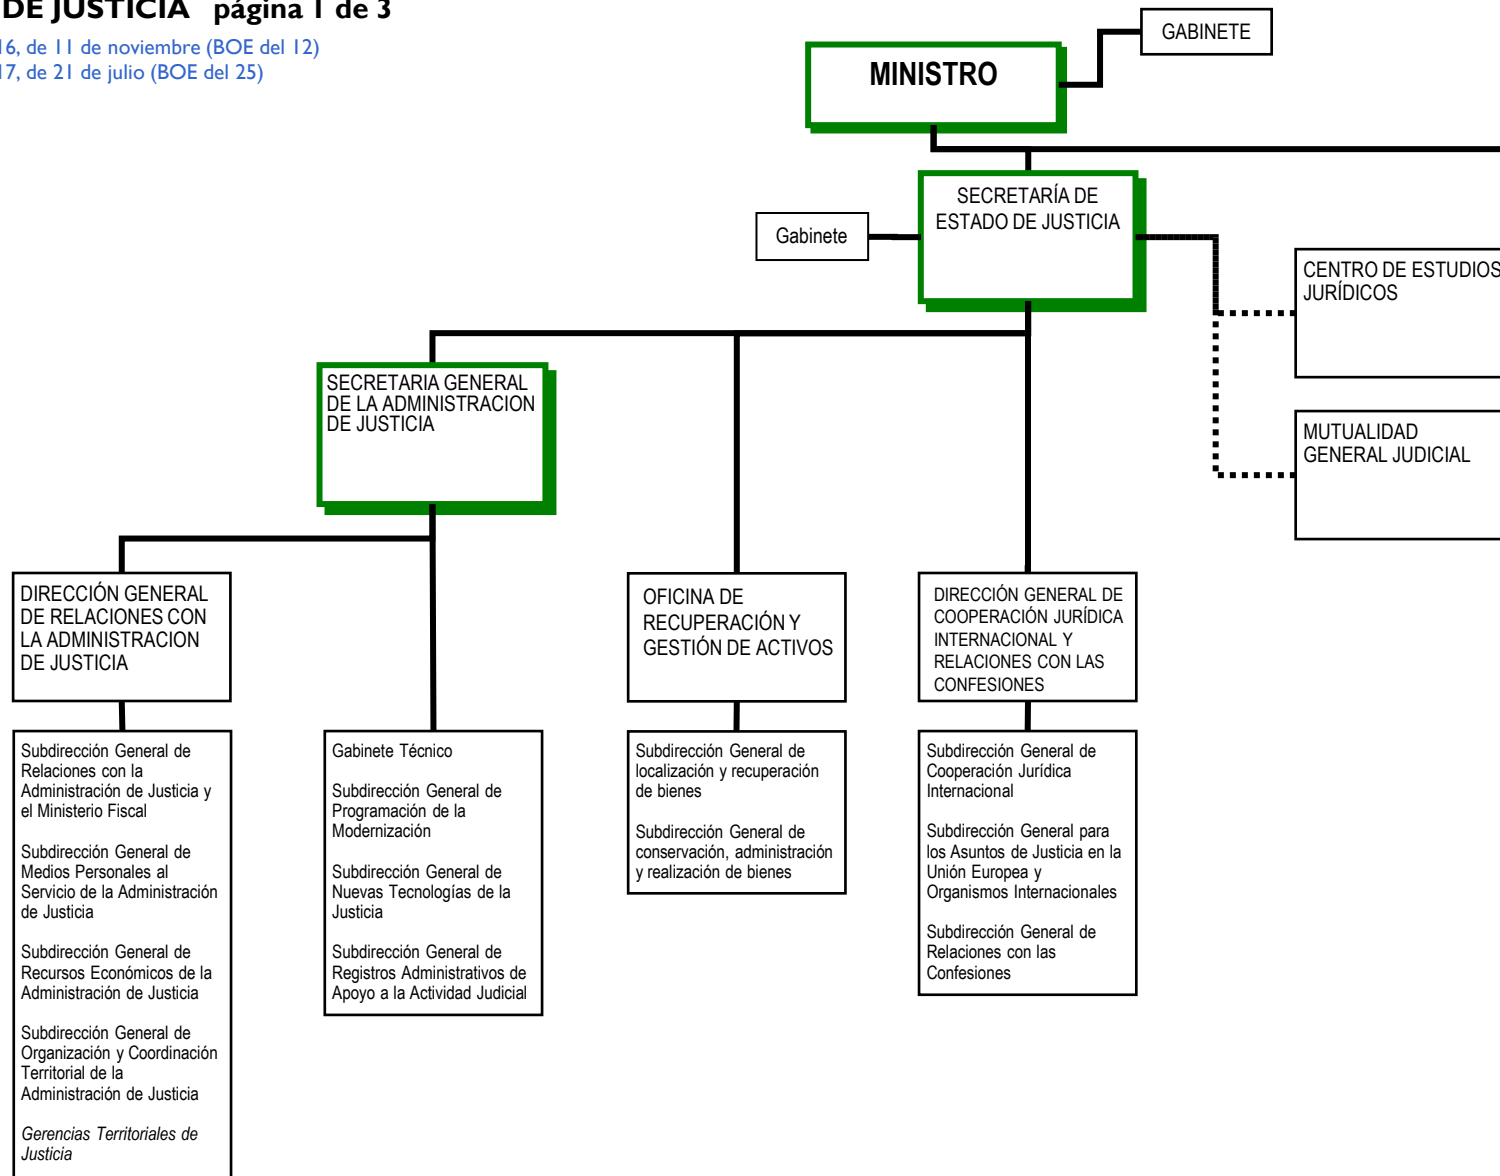 DE JUSTICIA página 1 de 3
16, de 11 de noviembre (BOE del 12)
17, de 21 de julio (BOE del 25)
GABINETE
MINISTRO
SECRETARÍA DE
ESTADO DE JUSTICIA
Gabinete
CENTRO DE ESTUDIOS
JURÍDICOS
MUTUALIDAD
GENERAL JUDICIAL
SECRETARIA GENERAL
DE LA ADMINISTRACION
DE JUSTICIA
DIRECCIÓN GENERAL
DE RELACIONES CON
LA ADMINISTRACION
DE JUSTICIA
OFICINA DE
RECUPERACIÓN Y
GESTIÓN DE ACTIVOS
DIRECCIÓN GENERAL DE
COOPERACIÓN JURÍDICA
INTERNACIONAL Y
RELACIONES CON LAS
CONFESIONES
Subdirección General de
Relaciones con la
Administración de Justicia y
el Ministerio Fiscal
Subdirección General de
Medios Personales al
Servicio de la Administración
de Justicia
Subdirección General de
Recursos Económicos de la
Administración de Justicia
Subdirección General de
Organización y Coordinación
Territorial de la
Administración de Justicia
Gerencias Territoriales de
Justicia
Gabinete Técnico
Subdirección General de
Programación de la
Modernización
Subdirección General de
Nuevas Tecnologías de la
Justicia
Subdirección General de
Registros Administrativos de
Apoyo a la Actividad Judicial
Subdirección General de
localización y recuperación
de bienes
Subdirección General de
conservación, administración
y realización de bienes
Subdirección General de
Cooperación Jurídica
Internacional
Subdirección General para
los Asuntos de Justicia en la
Unión Europea y
Organismos Internacionales
Subdirección General de
Relaciones con las
Confesiones